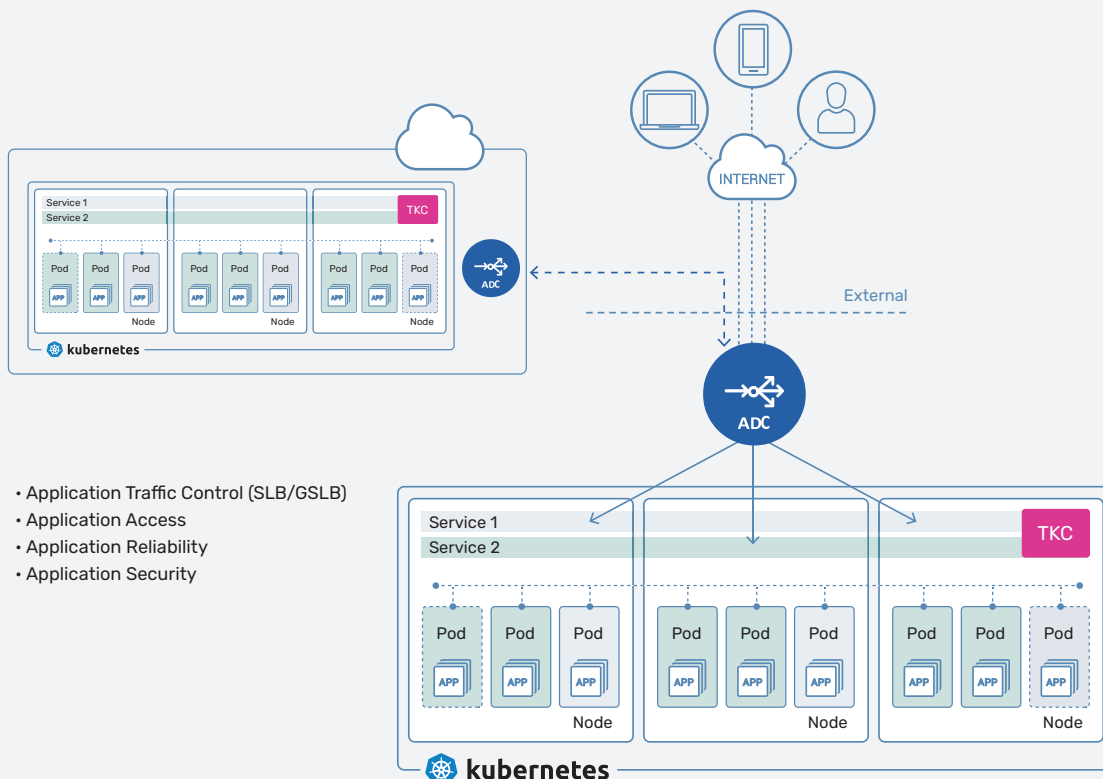 INTERNET
Service 1
TKC
Service 2
Pod Pod Pod Pod Pod Pod Pod Pod Pod
APP APP APP APP APP APP APP APP APP
ADC
Node Node Node
kubernetes
External
ADC
• Application Traffic Control (SLB/GSLB)
• Application Access
• Application Reliability
• Application Security
Service 1
TKC
Service 2
Pod Pod Pod Pod Pod Pod Pod Pod Pod
APP APP APP APP APP APP APP APP APP
Node Node Node
kubernetes